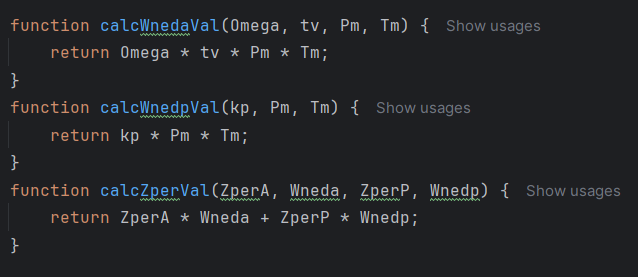 function calcWnedaVal(Omega, tv, Pm, Tm) { Show usages
return Omega * tv * Pm * Tm;
}
function calcWnedpVal(kp, Pm, Tm) { Show usages
return kp * Pm * Tm;
}
function calcZperVal(ZperA, Wneda, ZperP, Wnedp) { Show usages
return ZperA * Wneda + ZperP * Wnedp;
}